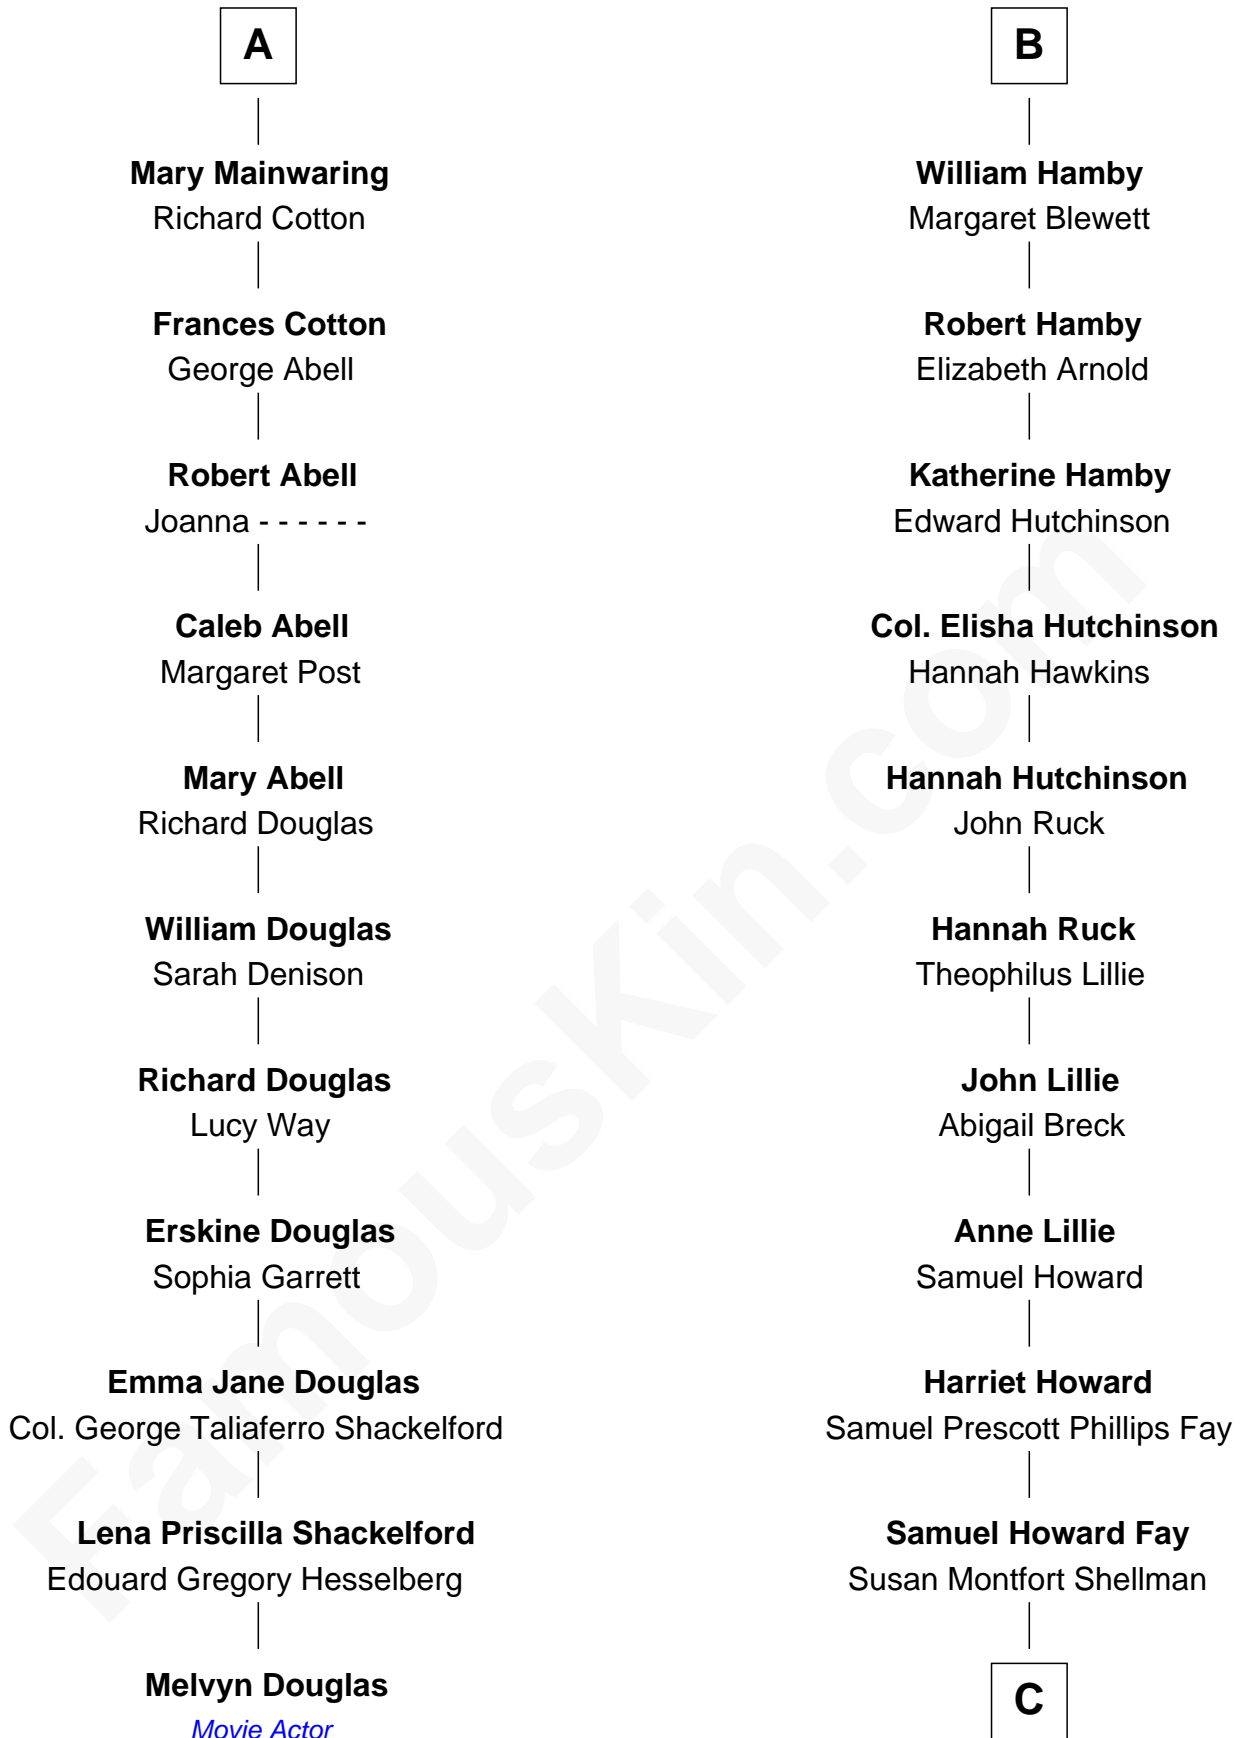 A
Mary Mainwaring
Richard Cotton
Frances Cotton
George Abell
Robert Abell
Joanna - - - - - -
Caleb Abell
Margaret Post
Mary Abell
Richard Douglas
William Douglas
Sarah Denison
Richard Douglas
Lucy Way
Erskine Douglas
Sophia Garrett
Emma Jane Douglas
Col. George Taliaferro Shackelford
Lena Priscilla Shackelford
Edouard Gregory Hesselberg
Melvyn Douglas
Movie Actor
B
William Hamby
Margaret Blewett
Robert Hamby
Elizabeth Arnold
Katherine Hamby
Edward Hutchinson
Col. Elisha Hutchinson
Hannah Hawkins
Hannah Hutchinson
John Ruck
Hannah Ruck
Theophilus Lillie
John Lillie
Abigail Breck
Anne Lillie
Samuel Howard
Harriet Howard
Samuel Prescott Phillips Fay
Samuel Howard Fay
Susan Montfort Shellman
C
FamousKin.com